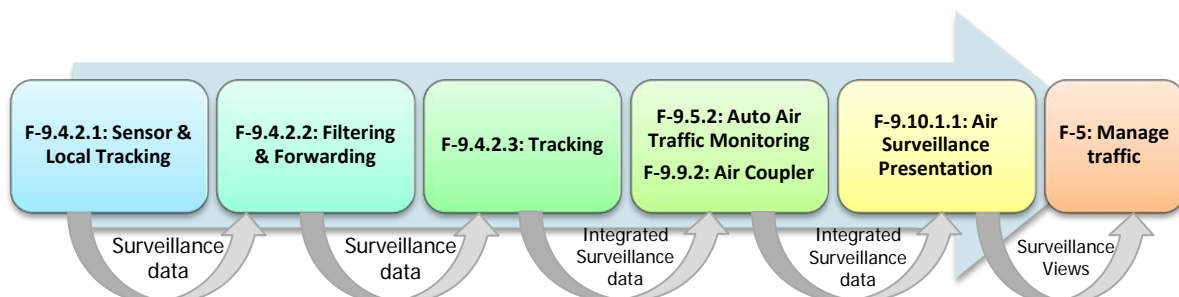 F-9.4.2.1: Sensor &
Local Tracking
F-9.4.2.2: Filtering
& Forwarding
F-9.4.2.3: Tracking
F-9.5.2: Auto Air
Traffic Monitoring
F-9.9.2: Air Coupler
F-9.10.1.1: Air
Surveillance
Presentation
F-5: Manage
traffic
Surveillance
data
Surveillance
data
Integrated
Surveillance
data
Integrated
Surveillance
data
Surveillance
Views